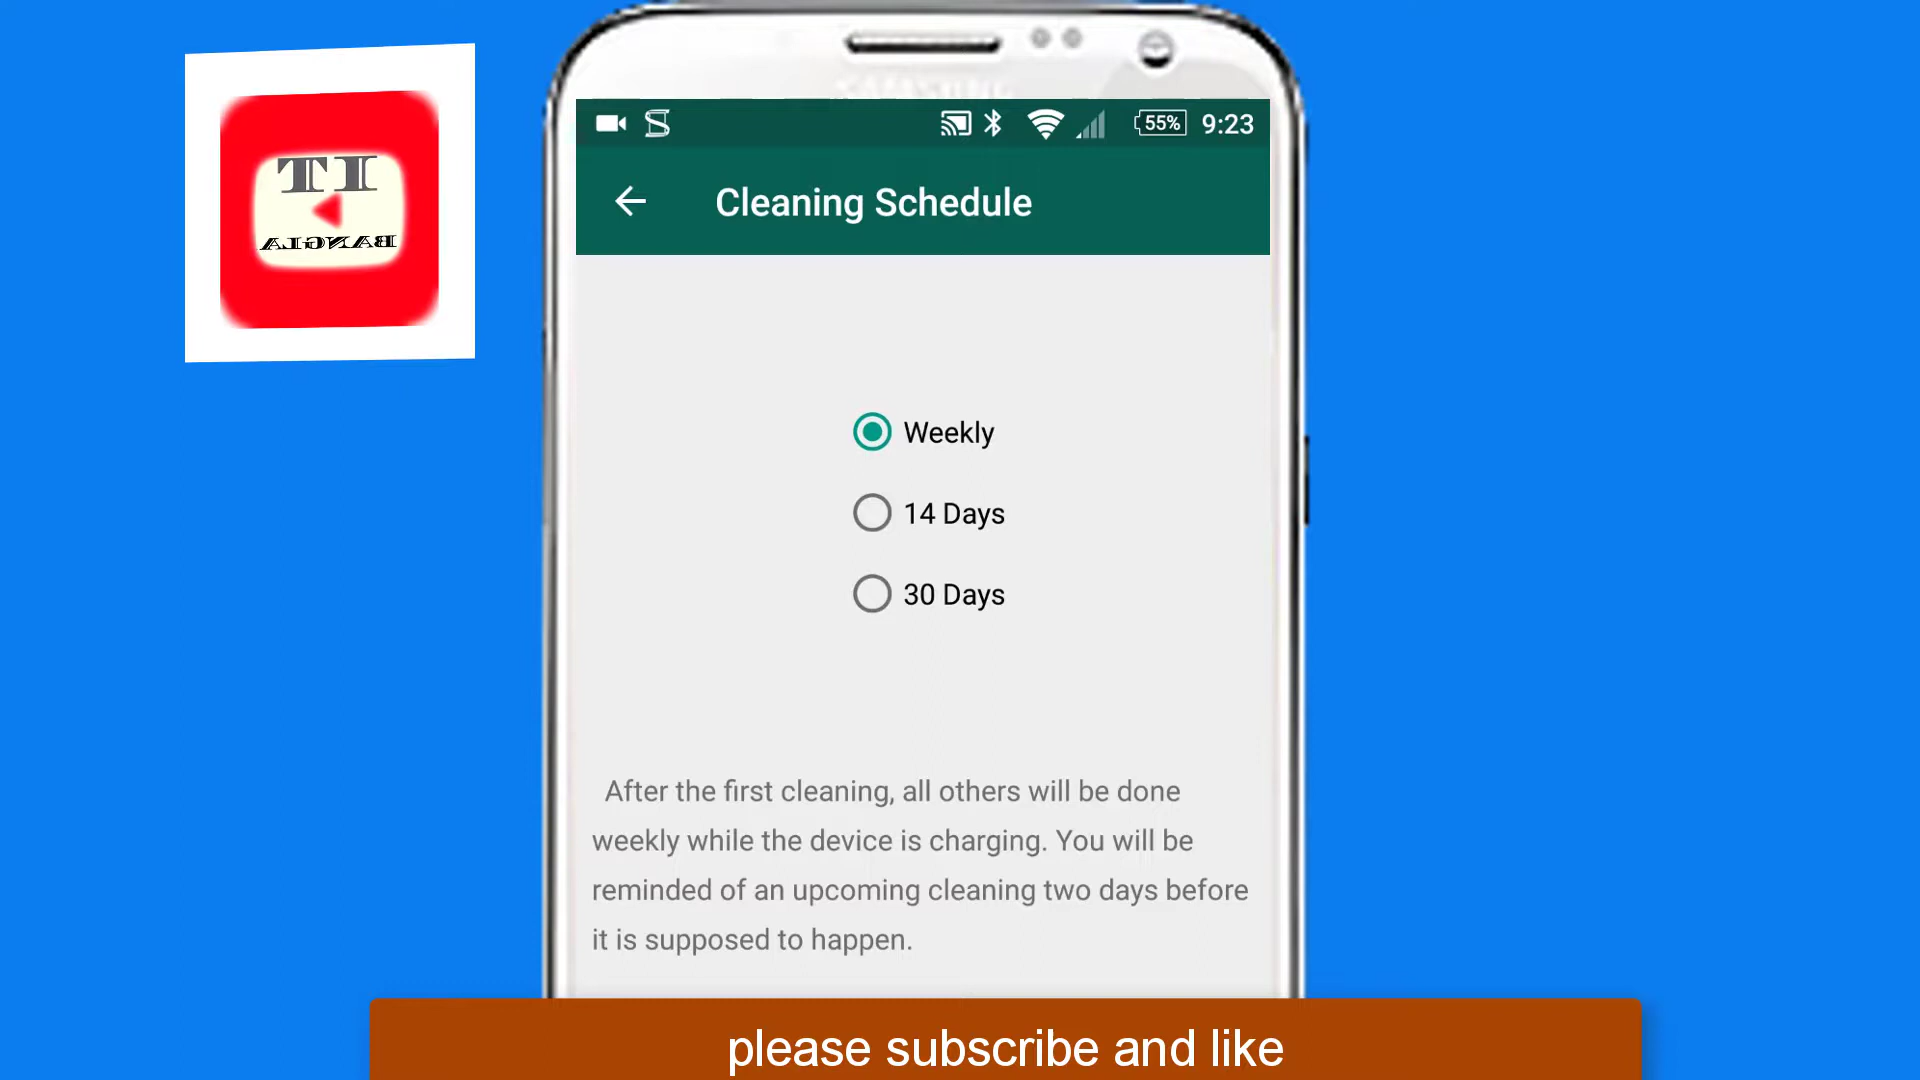 SAMSUNG
55% 9:23
Cleaning Schedule
IT
BANGLA
Weekly
14 Days
30 Days
After the first cleaning, all others will be done
weekly while the device is charging. You will be
reminded of an upcoming cleaning two days before
it is supposed to happen.
please subscribe and like